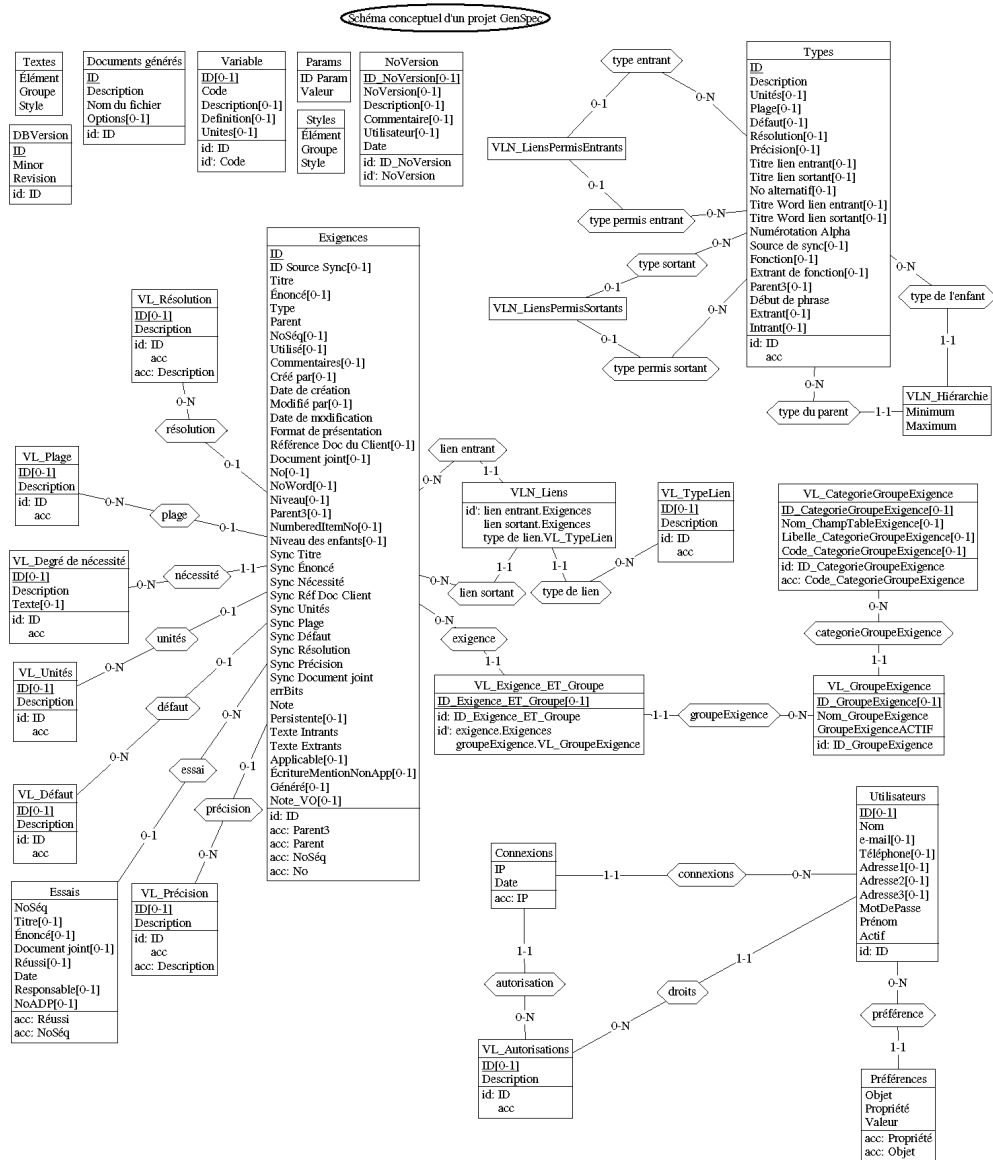 Schéma conceptuel d'un projet GenSpec
Textes
Élément
Groupe
Style
Documents générés
ID
Description
Nom du fichier
Options[0-1]
id: ID
Variable
ID[0-1]
Code
Description[0-1]
Definition[0-1]
Unites[0-1]
id: ID
id': Code
Params
ID Param
Valeur
Styles
Élément
Groupe
Style
NoVersion
ID_NoVersion[0-1]
NoVersion[0-1]
Description[0-1]
Commentaire[0-1]
Utilisateur[0-1]
Date
id: ID_NoVersion
id': NoVersion
DBVersion
ID
Minor
Revision
id: ID
type entrant
0-1
0-N
VLN_LiensPermisEntrants
0-1
type permis entrant
0-N
type sortant
0-N
0-1
VLN_LiensPermisSortants
0-1
0-N
type permis sortant
Types
ID
Description
Unités[0-1]
Plage[0-1]
Défaut[0-1]
Résolution[0-1]
Précision[0-1]
Titre lien entrant[0-1]
Titre lien sortant[0-1]
No alternatif[0-1]
Titre Word lien entrant[0-1]
Titre Word lien sortant[0-1]
Numérotation Alpha
Source de sync[0-1]
Fonction[0-1]
Extrant de fonction[0-1]
Parent3[0-1]
Début de phrase
Extrant[0-1]
Intrant[0-1]
id: ID
acc
0-N
type de l'enfant
1-1
0-N
type du parent
1-1
VLN_Hiérarchie
Minimum
Maximum
Exigences
ID
ID Source Sync[0-1]
Titre
Énoncé[0-1]
Type
Parent
NoSéq[0-1]
Utilisé[0-1]
Commentaires[0-1]
Créé par[0-1]
Date de création
Modifié par[0-1]
Date de modification
Format de présentation
Référence Doc du Client[0-1]
Document joint[0-1]
No[0-1]
NoWord[0-1]
Niveau[0-1]
Parent3[0-1]
NumberedItemNo[0-1]
Niveau des enfants[0-1]
Sync Titre
Sync Énoncé
Sync Nécessité
Sync Réf Doc Client
Sync Unités
Sync Plage
Sync Défaut
Sync Résolution
Sync Précision
Sync Document joint
errBits
Note
Persistente[0-1]
Texte Intrants
Texte Extrants
Applicable[0-1]
ÉcritureMentionNonApp[0-1]
Généré[0-1]
Note_VO[0-1]
id: ID
acc: Parent3
acc: Parent
acc: NoSéq
acc: No
VL_Résolution
ID[0-1]
Description
id: ID
acc
acc: Description
0-N
résolution
0-1
VL_Plage
ID[0-1]
Description
id: ID
acc
0-N
plage
0-1
VL_Degré de nécessité
ID[0-1]
Description
Texte[0-1]
id: ID
acc
0-N
nécessité
1-1
VL_Unités
ID[0-1]
Description
id: ID
acc
0-N
unités
0-1
VL_Défaut
ID[0-1]
Description
id: ID
acc
0-N
défaut
0-1
Essais
NoSéq
Titre[0-1]
Énoncé[0-1]
Document joint[0-1]
Réussi[0-1]
Date
Responsable[0-1]
NoADP[0-1]
acc: Réussi
acc: NoSéq
0-1
essai
0-N
VL_Précision
ID[0-1]
Description
id: ID
acc
acc: Description
0-N
précision
0-1
lien entrant
0-N
1-1
VLN_Liens
id': lien entrant.Exigences
lien sortant.Exigences
type de lien.VL_TypeLien
1-1
1-1
0-N
lien sortant
type de lien
0-N
VL_TypeLien
ID[0-1]
Description
id: ID
acc
0-N
exigence
1-1
VL_Exigence_ET_Groupe
ID_Exigence_ET_Groupe[0-1]
id: ID_Exigence_ET_Groupe
id': exigence.Exigences
groupeExigence.VL_GroupeExigence
1-1
groupeExigence
0-N
VL_CategorieGroupeExigence
ID_CategorieGroupeExigence[0-1]
Nom_ChampTableExigence[0-1]
Libelle_CategorieGroupeExigence[0-1]
Code_CategorieGroupeExigence[0-1]
id: ID_CategorieGroupeExigence
acc: Code_CategorieGroupeExigence
0-N
categorieGroupeExigence
1-1
VL_GroupeExigence
ID_GroupeExigence[0-1]
Nom_GroupeExigence
GroupeExigenceACTIF
id: ID_GroupeExigence
Connexions
IP
Date
acc: IP
1-1
connexions
0-N
1-1
autorisation
0-N
VL_Autorisations
ID[0-1]
Description
id: ID
acc
0-N
droits
1-1
Utilisateurs
ID[0-1]
Nom
e-mail[0-1]
Téléphone[0-1]
Adresse1[0-1]
Adresse2[0-1]
Adresse3[0-1]
MotDePasse
Prénom
Actif
id: ID
0-N
préférence
1-1
Préférences
Objet
Propriété
Valeur
acc: Propriété
acc: Objet